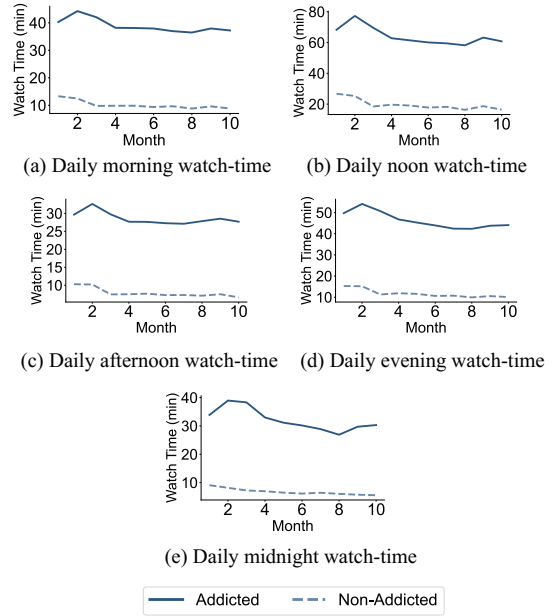 Watch Time (min)
40
30
20
10
2 4 6 8 10
Month
(a) Daily morning watch-time
Watch Time (min)
80
60
40
20
2 4 6 8 10
Month
(b) Daily noon watch-time
Watch Time (min)
30
25
20
15
10
2 4 6 8 10
Month
(c) Daily afternoon watch-time
Watch Time (min)
50
40
30
20
10
2 4 6 8 10
Month
(d) Daily evening watch-time
Watch Time (min)
40
30
20
10
2 4 6 8 10
Month
(e) Daily midnight watch-time
Addicted Non-Addicted